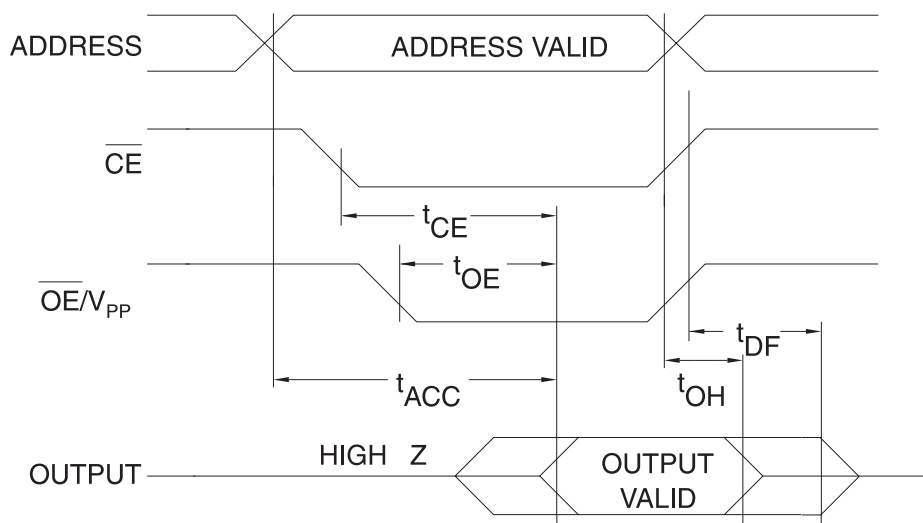 ADDRESS
ADDRESS VALID
CE
tCE
tOE
OE/VPP
tDF
tACC
tOH
HIGH Z
OUTPUT
OUTPUT
VALID